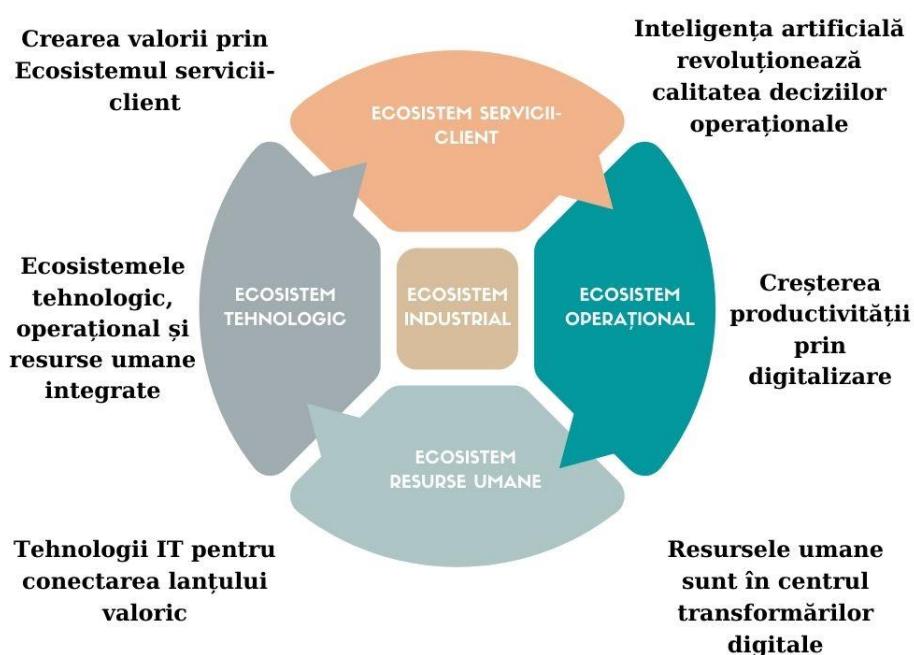 Crearea valorii prin
Ecosistemul servicii-
client
Inteligența artificială
revoluționează
calitatea deciziilor
operaționale
ECOSISTEM SERVICII-
CLIENT
Ecosistemele
tehnologic,
operațional și
resurse umane
integrate
ECOSISTEM
TEHNOLOGIC
ECOSISTEM
INDUSTRIAL
ECOSISTEM
OPERAȚIONAL
Creșterea
productivității
prin
digitalizare
ECOSISTEM
RESURSE UMANE
Tehnologii IT pentru
conectarea lanțului
valoric
Resursele umane
sunt în centrul
transformărilor
digitale